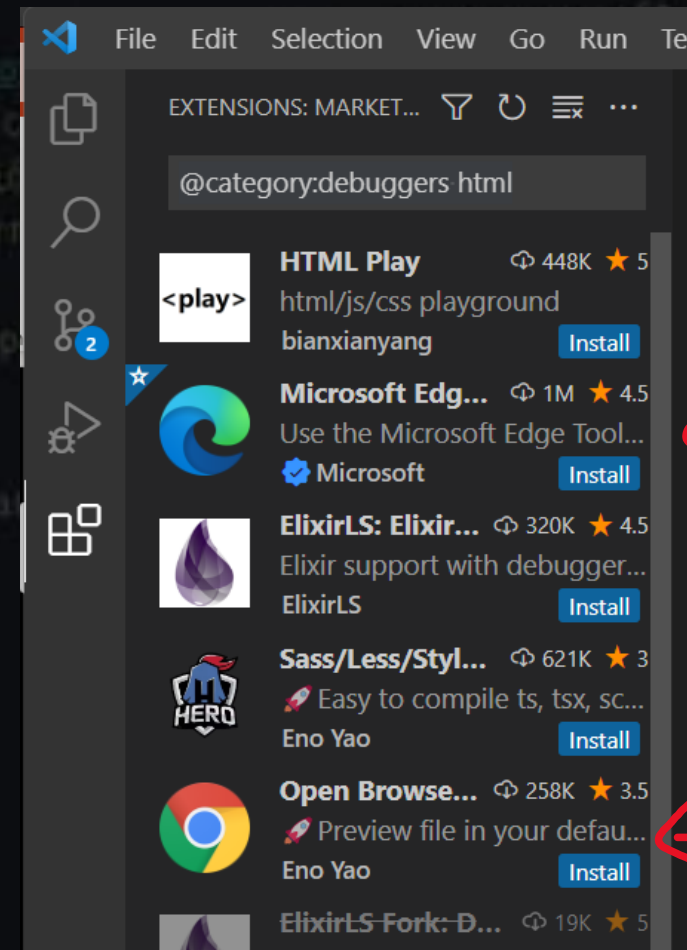 File Edit Selection View Go Run Te
EXTENSIONS: MARKET...
@category:debuggers html
<play>
HTML Play 448K 5
html/js/css playground
bianxianyang Install
2
Microsoft Edg... 1M 4.5
Use the Microsoft Edge Tool...
Microsoft Install
ElixirLS: Elixir... 320K 4.5
Elixir support with debugger...
ElixirLS Install
HERO
Sass/Less/Styl... 621K 3
Easy to compile ts, tsx, sc...
Eno Yao Install
Open Browse... 258K 3.5
Preview file in your defau...
Eno Yao Install
ElixirLS Fork: D... 19K 5